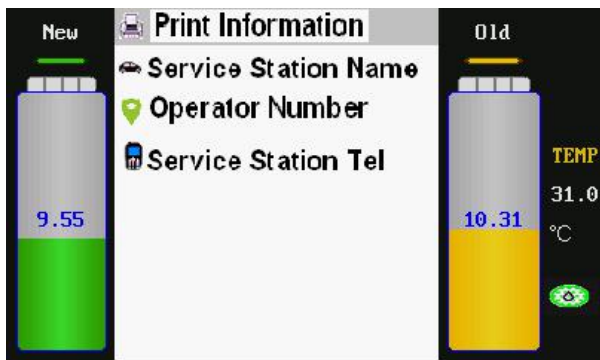 New
Print Information
Old
Service Station Name
Operator Number
Service Station Tel
TEMP
31.0
9.55
10.31
°C